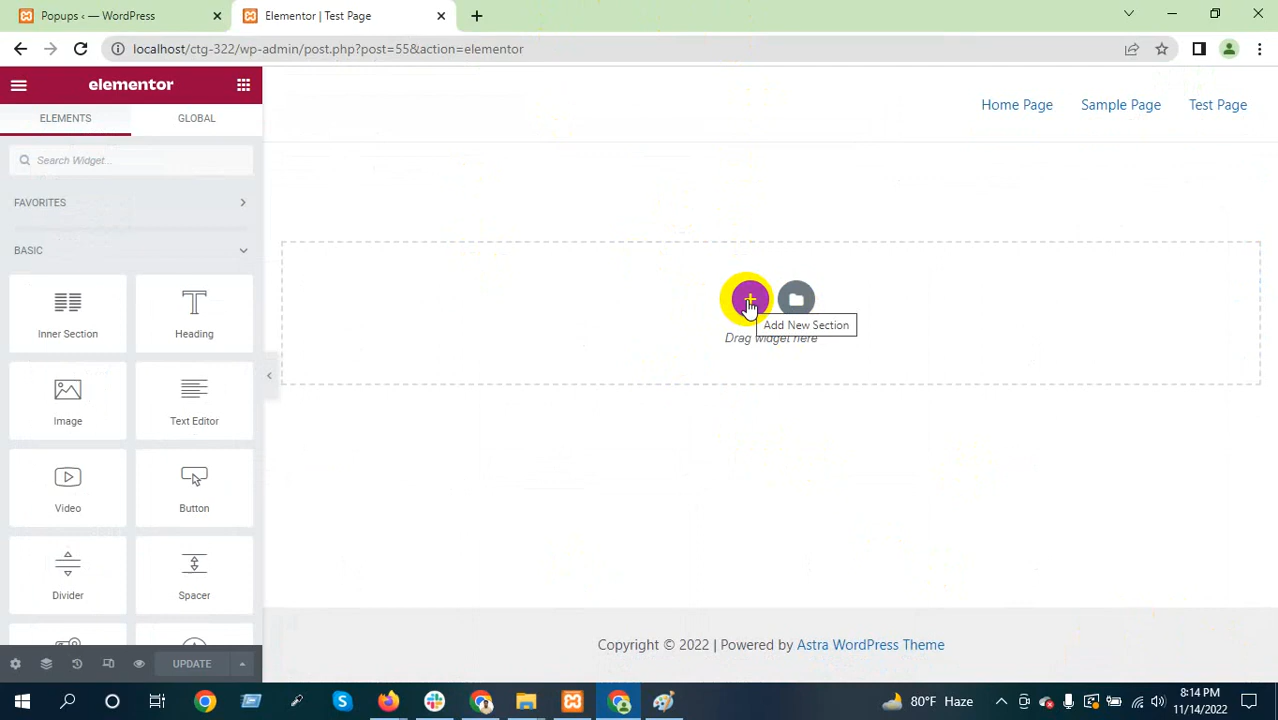 Popups ‹ — WordPress
Elementor | Test Page
localhost/ctg-322/wp-admin/post.php?post=55&action=elementor
elementor
ELEMENTS
GLOBAL
Search Widget...
FAVORITES
BASIC
Inner Section
Heading
Image
Text Editor
Video
Button
Divider
Spacer
UPDATE
Home Page
Sample Page
Test Page
Add New Section
Drag widget here
Copyright © 2022 | Powered by Astra WordPress Theme
80°F Haze
8:14 PM
11/14/2022